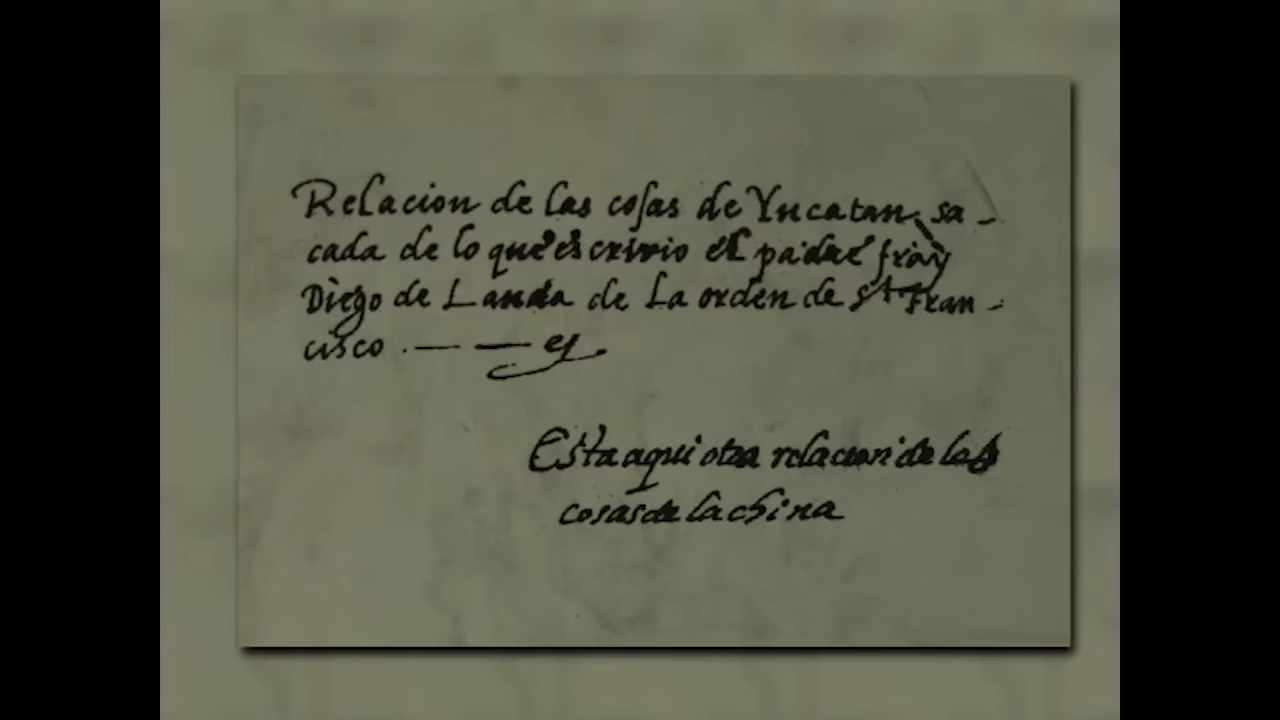 Relacion de las cosas de Yucatan sa-
cada de lo que escrivio el padre fray
Diego de Landa de La orden de St Fran-
cisco
Esta aqui otra relacion de las
cosas de la china